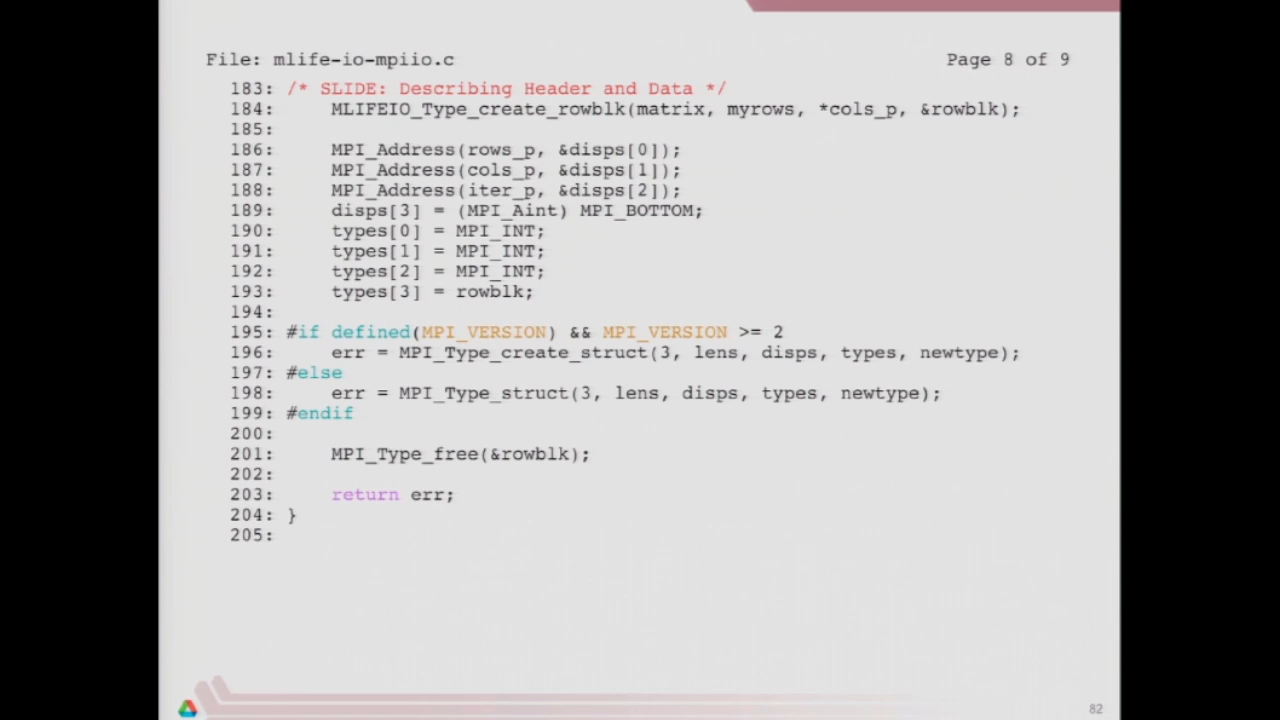 File: mlife-io-mpiio.c Page 8 of 9
183: /* SLIDE: Describing Header and Data */
184: MLIFEIO_Type_create_rowblk(matrix, myrows, *cols_p, &rowblk);
185:
186: MPI_Address(rows_p, &disps[0]);
187: MPI_Address(cols_p, &disps[1]);
188: MPI_Address(iter_p, &disps[2]);
189: disps[3] = (MPI_Aint) MPI_BOTTOM;
190: types[0] = MPI_INT;
191: types[1] = MPI_INT;
192: types[2] = MPI_INT;
193: types[3] = rowblk;
194:
195: #if defined(MPI_VERSION) && MPI_VERSION >= 2
196: err = MPI_Type_create_struct(3, lens, disps, types, newtype);
197: #else
198: err = MPI_Type_struct(3, lens, disps, types, newtype);
199: #endif
200:
201: MPI_Type_free(&rowblk);
202:
203: return err;
204: }
205:
82